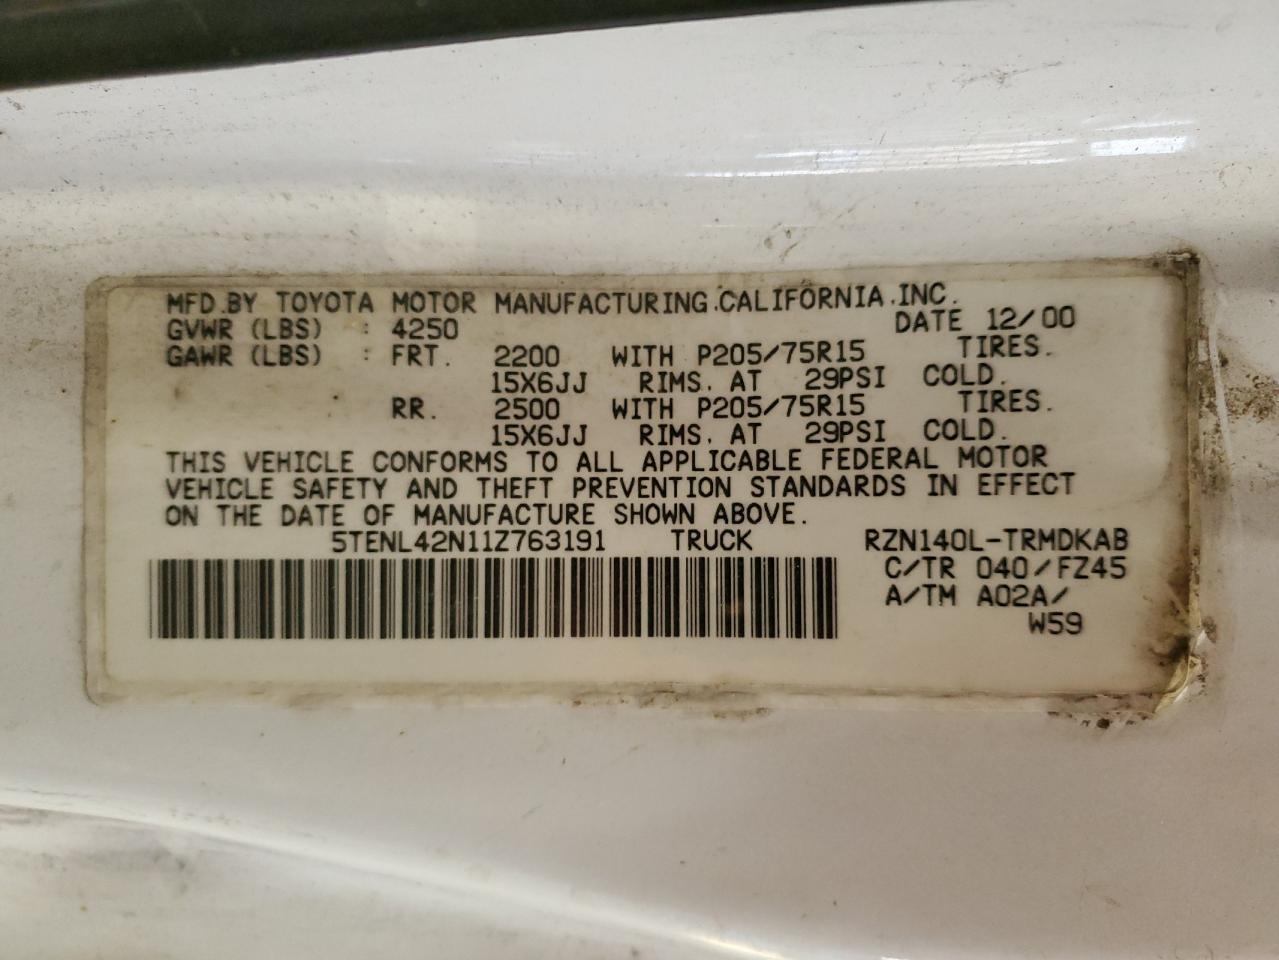 MFD.BY TOYOTA MOTOR MANUFACTURING.CALIFORNIA.INC.
GVWR (LBS) : 4250 DATE 12/00
GAWR (LBS) : FRT. 2200 WITH P205/75R15 TIRES.
15X6JJ RIMS. AT 29PSI COLD.
RR. 2500 WITH P205/75R15 TIRES.
15X6JJ RIMS. AT 29PSI COLD.
THIS VEHICLE CONFORMS TO ALL APPLICABLE FEDERAL MOTOR
VEHICLE SAFETY AND THEFT PREVENTION STANDARDS IN EFFECT
ON THE DATE OF MANUFACTURE SHOWN ABOVE.
5TENL42N11Z763191 TRUCK RZN140L-TRMDKAB
C/TR 040/FZ45
A/TM A02A/
W59